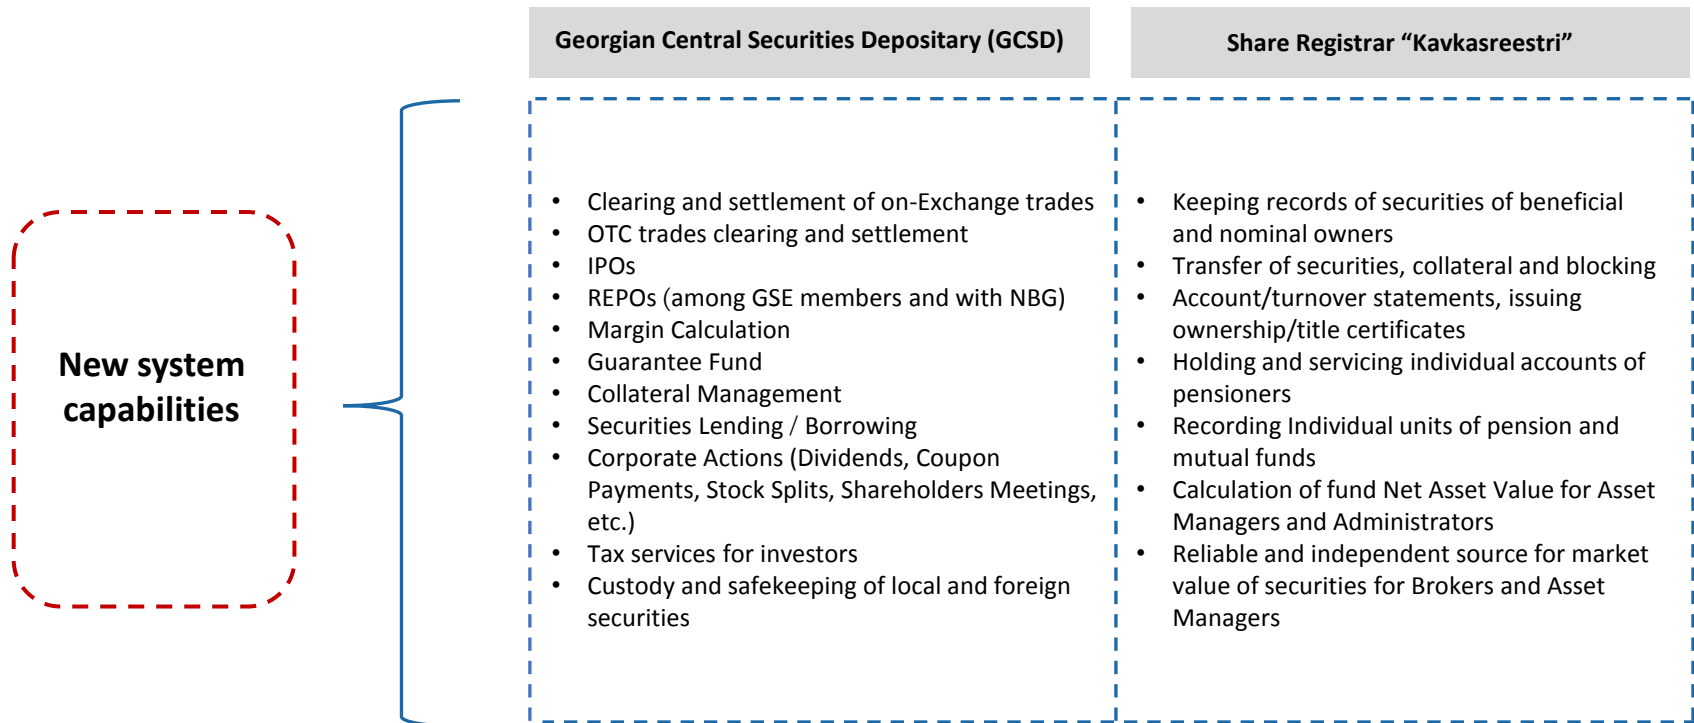 Georgian Central Securities Depositary (GCSD)
Share Registrar “Kavkasreestri”
New system
capabilities
• Clearing and settlement of on-Exchange trades
• OTC trades clearing and settlement
• IPOs
• REPOs (among GSE members and with NBG)
• Margin Calculation
• Guarantee Fund
• Collateral Management
• Securities Lending / Borrowing
• Corporate Actions (Dividends, Coupon
Payments, Stock Splits, Shareholders Meetings,
etc.)
• Tax services for investors
• Custody and safekeeping of local and foreign
securities
• Keeping records of securities of beneficial
and nominal owners
• Transfer of securities, collateral and blocking
• Account/turnover statements, issuing
ownership/title certificates
• Holding and servicing individual accounts of
pensioners
• Recording Individual units of pension and
mutual funds
• Calculation of fund Net Asset Value for Asset
Managers and Administrators
• Reliable and independent source for market
value of securities for Brokers and Asset
Managers